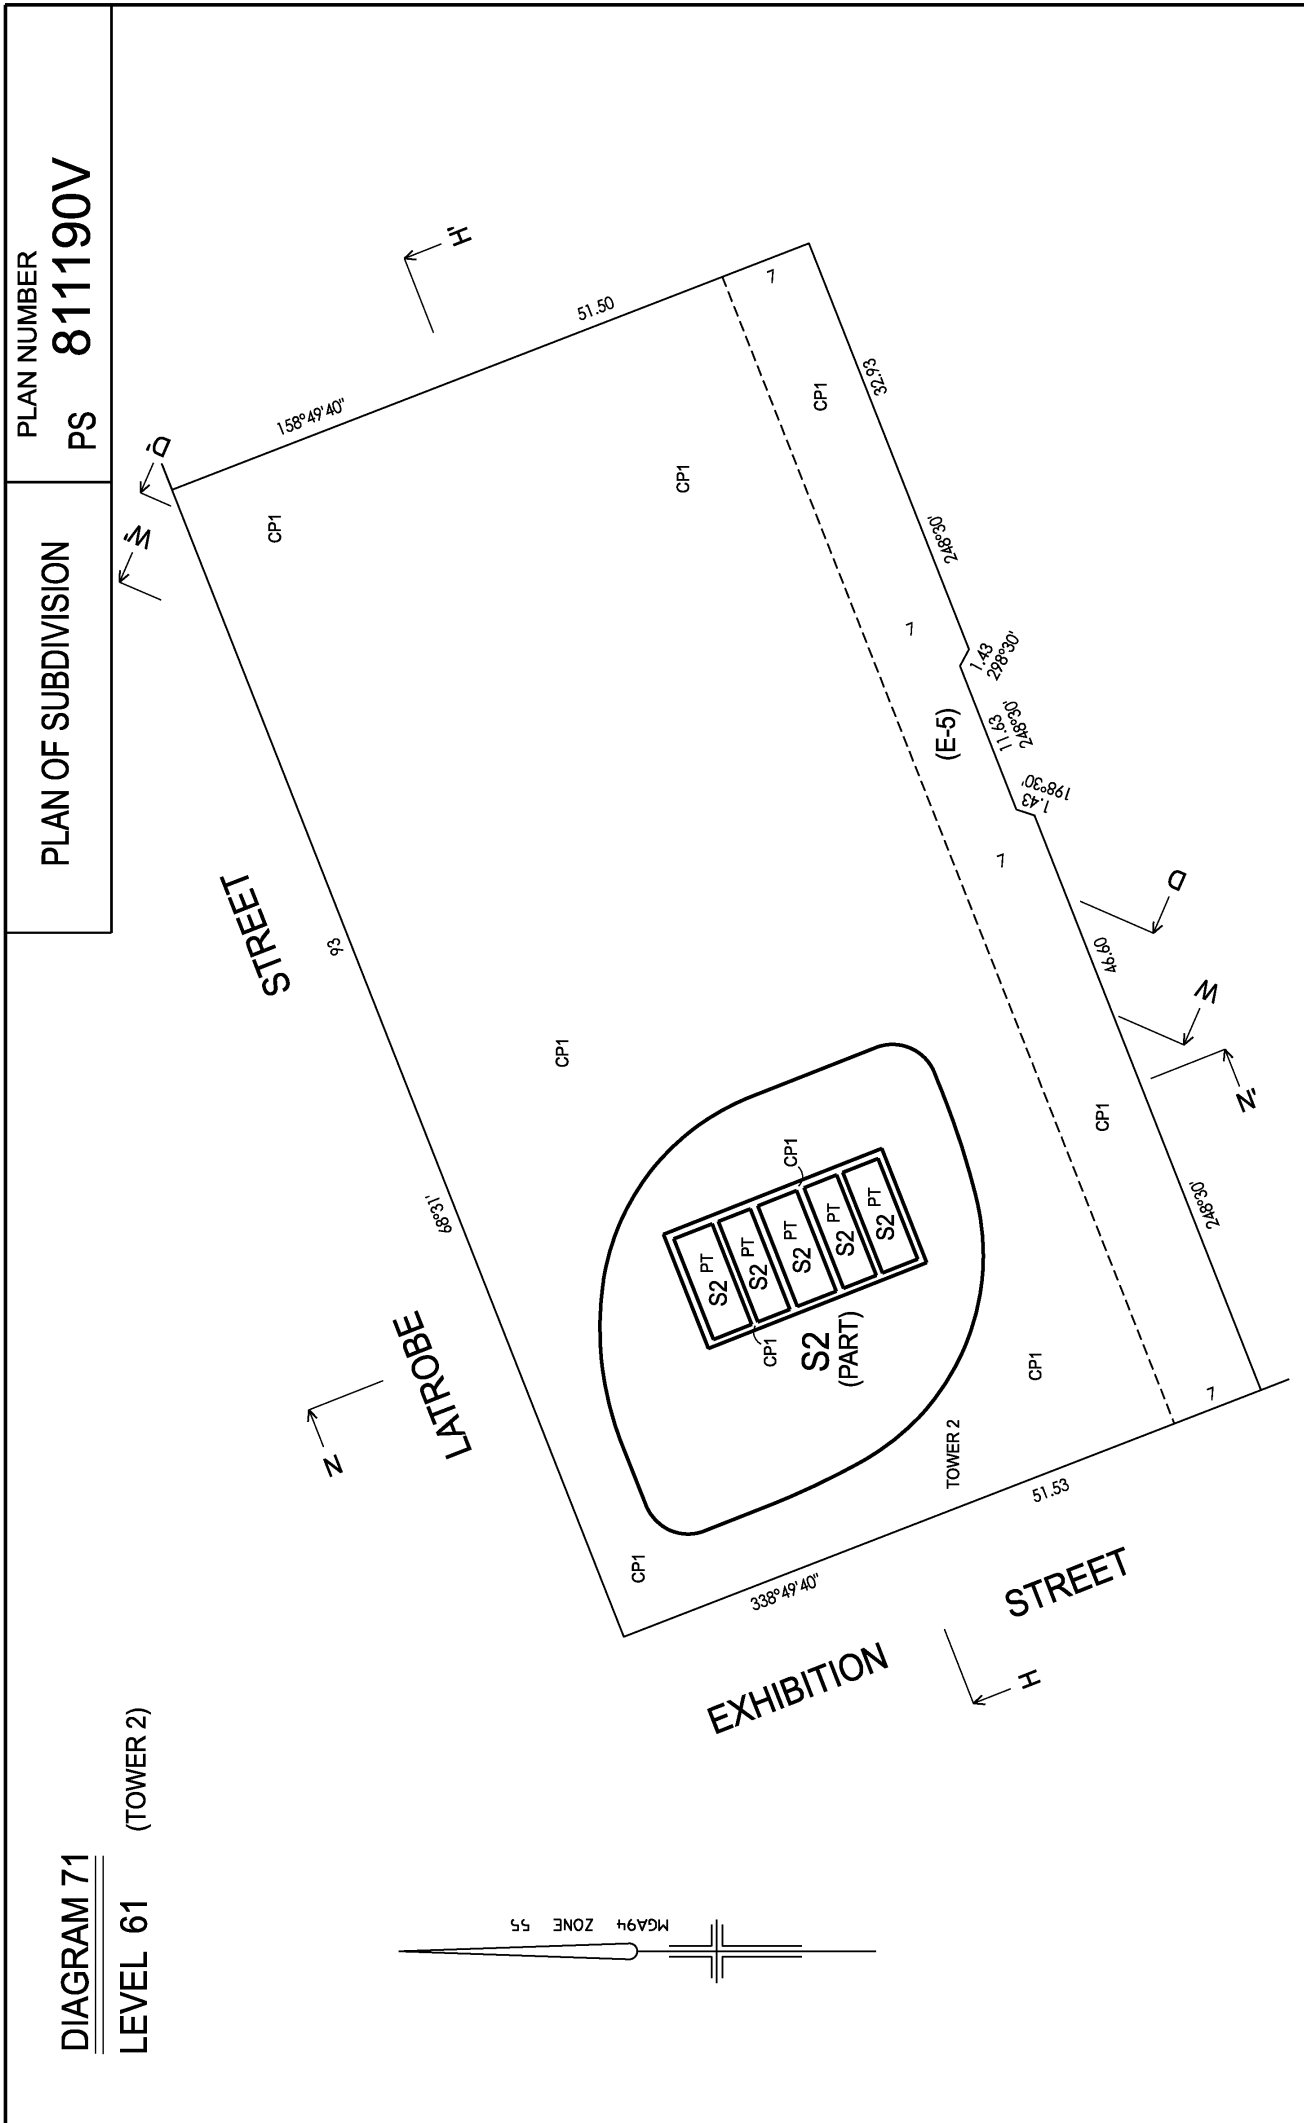 DIAGRAM 71
LEVEL 61 (TOWER 2)
PLAN OF SUBDIVISION
PLAN NUMBER
PS 811190V
MGA94 ZONE 55
LATROBE STREET
EXHIBITION STREET
68°31'
93
158°49'40"
51.50
7
32.93
248°30'
1.43
298°30'
11.63
248°30'
1.43
198°30'
46.60
248°30'
7
51.53
338°49'40"
7
7
(E-5)
CP1
CP1
CP1
CP1
CP1
CP1
CP1
CP1
CP1
S2 PT
S2 PT
S2 PT
S2 PT
S2 PT
S2
(PART)
TOWER 2
N
N'
H
H'
W
W'
D
D'